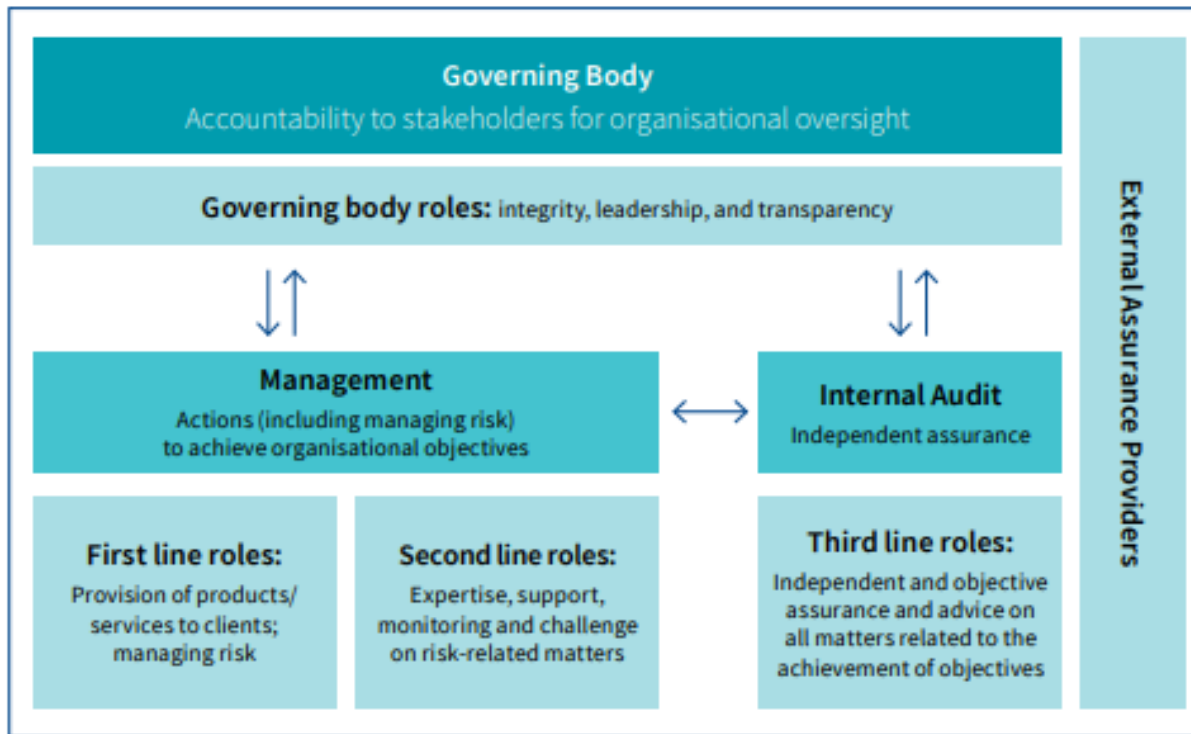 Governing Body
Accountability to stakeholders for organisational oversight
Governing body roles: integrity, leadership, and transparency
Management
Actions (including managing risk)
to achieve organisational objectives
Internal Audit
Independent assurance
First line roles:
Provision of products/
services to clients;
managing risk
Second line roles:
Expertise, support,
monitoring and challenge
on risk-related matters
Third line roles:
Independent and objective
assurance and advice on
all matters related to the
achievement of objectives
External Assurance Providers